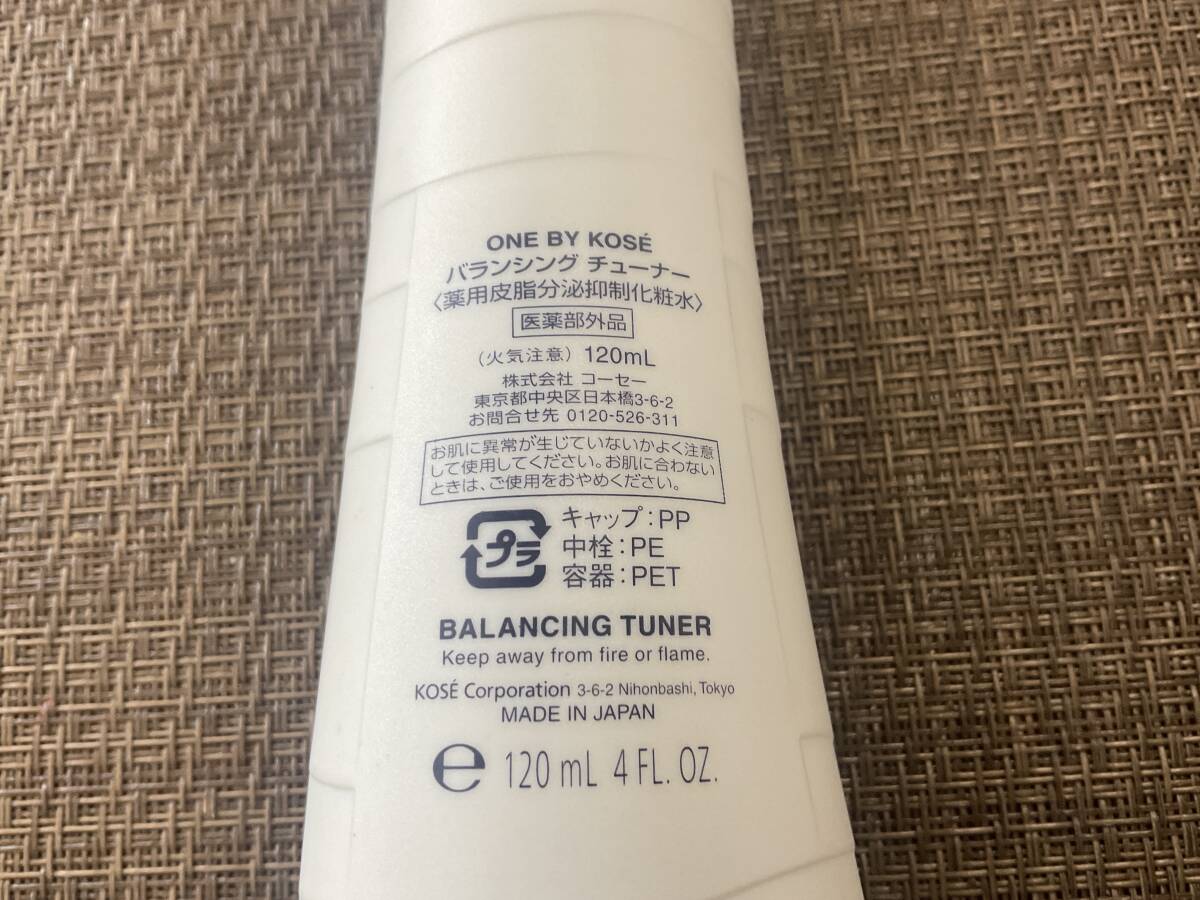 ONE BY KOSÉ
バランシング チューナー
〈薬用皮脂分泌抑制化粧水〉
医薬部外品
(火気注意) 120mL
株式会社 コーセー
東京都中央区日本橋3-6-2
お問合せ先 0120-526-311
お肌に異常が生じていないかよく注意
して使用してください。お肌に合わない
ときは、ご使用をおやめください。
プラ
キャップ:PP
中栓:PE
容器:PET
BALANCING TUNER
Keep away from fire or flame.
KOSÉ Corporation 3-6-2 Nihonbashi, Tokyo
MADE IN JAPAN
℮ 120 mL 4 FL. OZ.